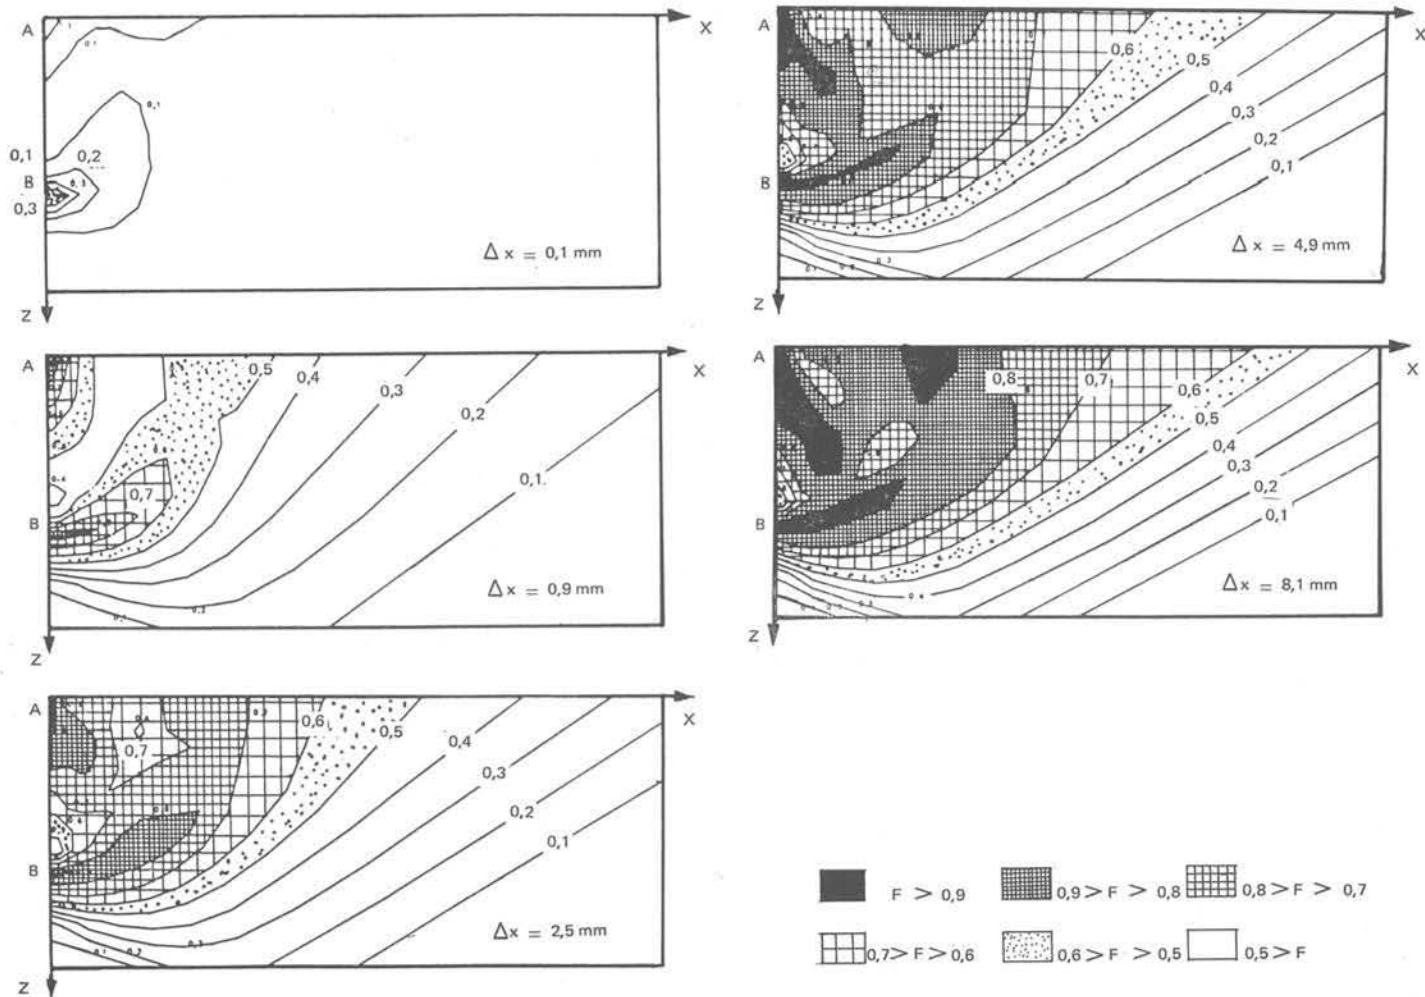 A
X
0,1
0,1
0,2
B
0,3
Δ x = 0,1 mm
Z
A
X
0,6
0,5
0,4
0,3
0,2
0,1
B
0,3
Δ x = 4,9 mm
Z
A
X
0,5
0,4
0,3
0,2
0,1
0,7
B
Δ x = 0,9 mm
Z
A
X
0,8
0,7
0,6
0,5
0,4
0,3
0,2
0,1
B
Δ x = 8,1 mm
Z
A
X
0,7
0,6
0,5
0,4
0,3
0,2
0,1
B
Δ x = 2,5 mm
Z
F > 0,9
0,9 > F > 0,8
0,8 > F > 0,7
0,7 > F > 0,6
0,6 > F > 0,5
0,5 > F